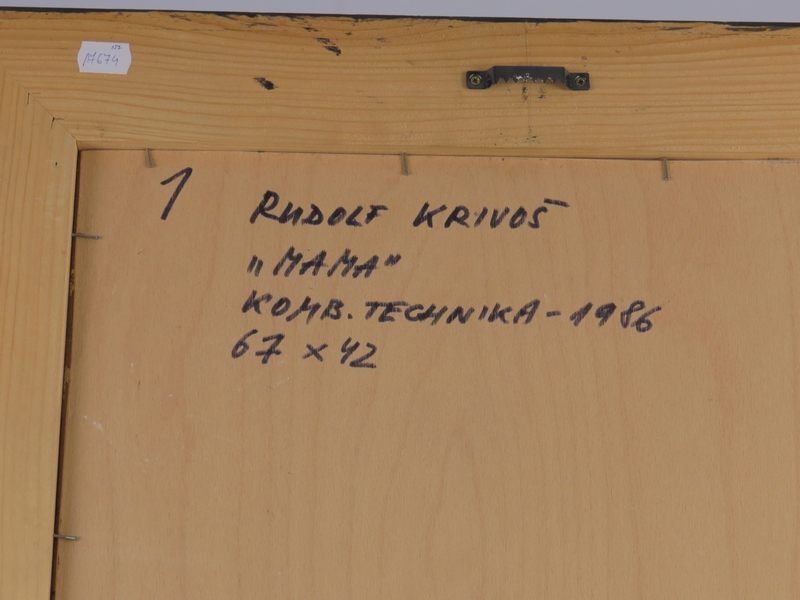 1
RUDOLF KRIVOŠ
„MAMA"
KOMB. TECHNIKA - 1986
67 x 42